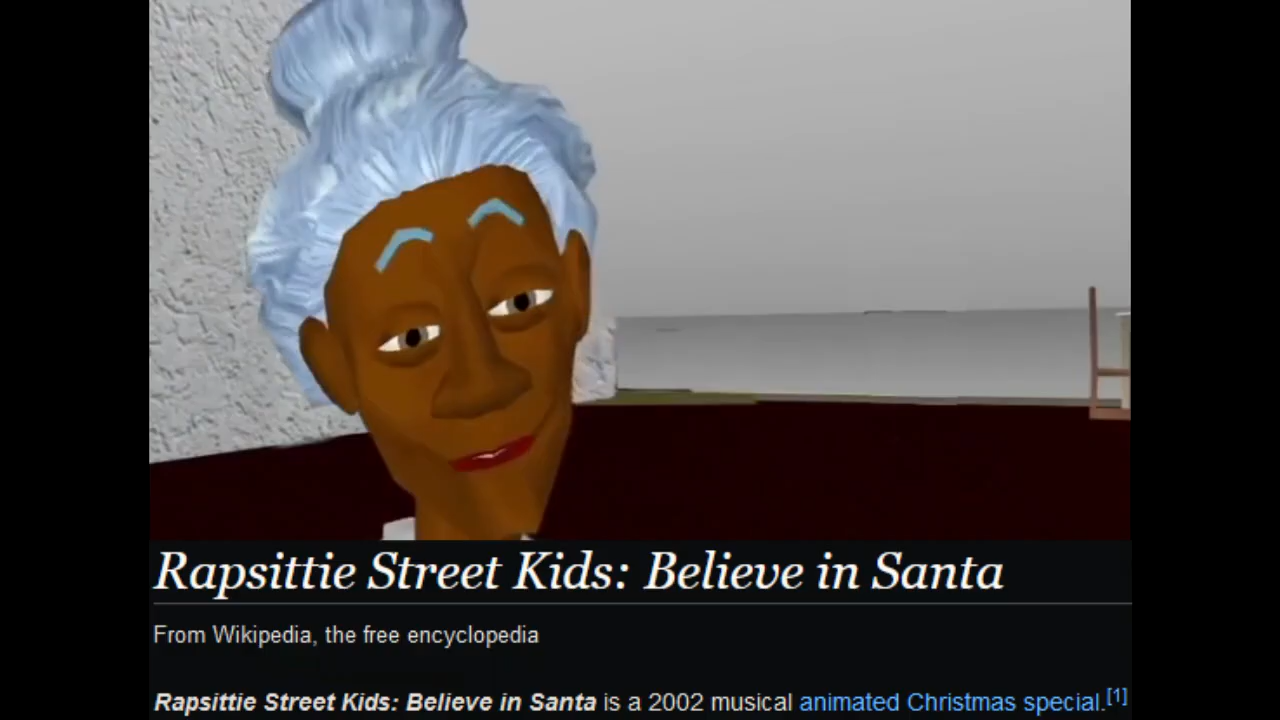 Rapsittie Street Kids: Believe in Santa
From Wikipedia, the free encyclopedia
Rapsittie Street Kids: Believe in Santa is a 2002 musical animated Christmas special.[1]